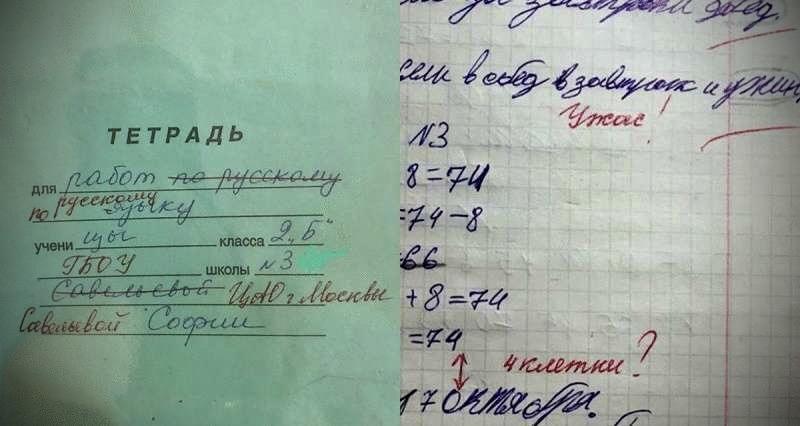 ТЕТРАДЬ
для работ по русскому
по русскому языку
учени цы класса 2 „Б"
ГБОУ школы №3
Савельевой ЦАО г. Москвы
Савельевой Софии
обед.
в обед в завтрак и ужин,
Ужас!
№3
8=74
=74-8
=66
+8=74
=74
4 клетки?
17 октября.